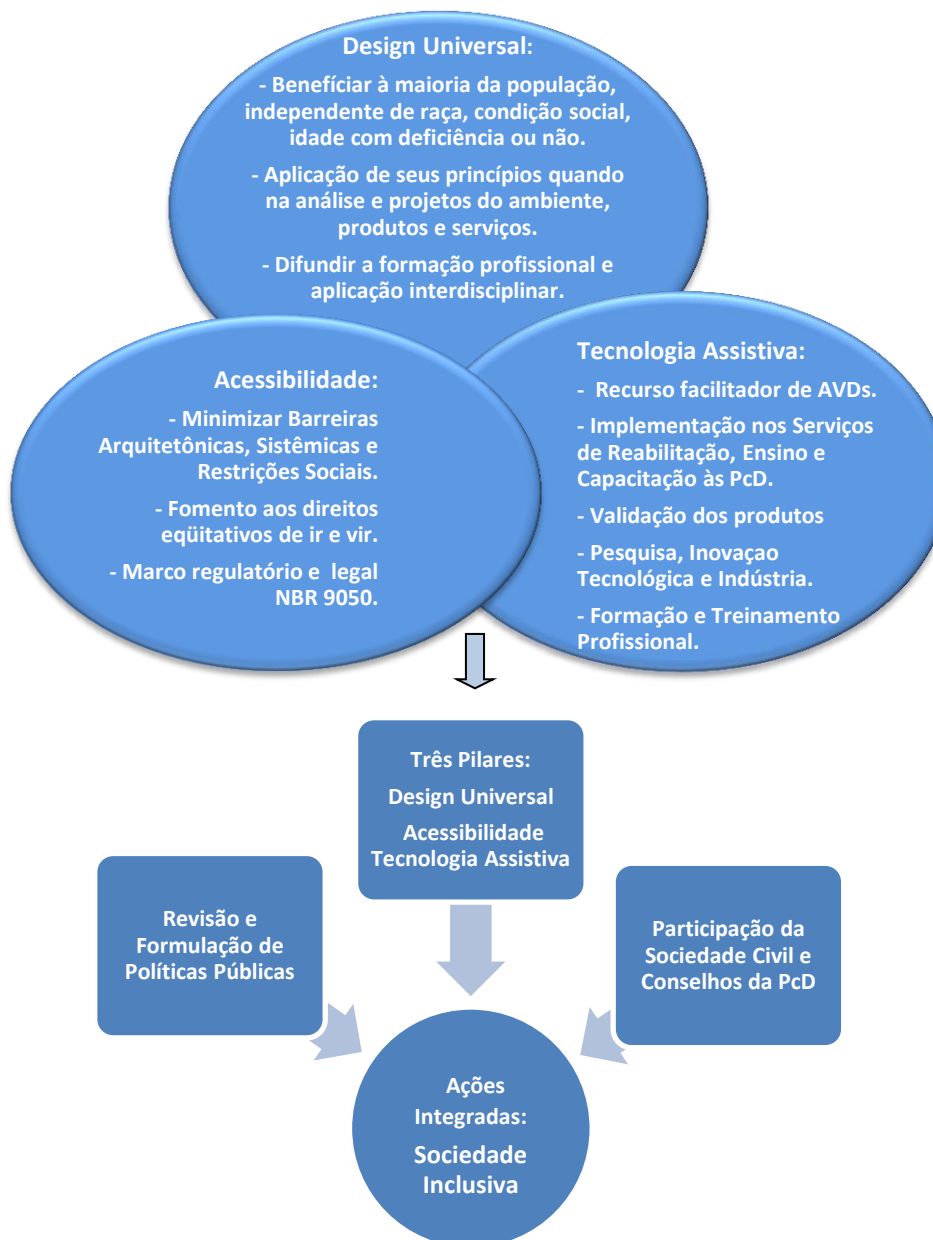 Design Universal:
- Benefíciar à maioria da população,
independente de raça, condição social,
idade com deficiência ou não.
- Aplicação de seus princípios quando
na análise e projetos do ambiente,
produtos e serviços.
- Difundir a formação profissional e
aplicação interdisciplinar.
Acessibilidade:
- Minimizar Barreiras
Arquitetônicas, Sistêmicas e
Restrições Sociais.
- Fomento aos direitos
eqüitativos de ir e vir.
- Marco regulatório e legal
NBR 9050.
Tecnologia Assistiva:
- Recurso facilitador de AVDs.
- Implementação nos Serviços
de Reabilitação, Ensino e
Capacitação às PcD.
- Validação dos produtos
- Pesquisa, Inovaçao
Tecnológica e Indústria.
- Formação e Treinamento
Profissional.
Três Pilares:
Design Universal
Acessibilidade
Tecnologia Assistiva
Revisão e
Formulação de
Políticas Públicas
Participação da
Sociedade Civil e
Conselhos da PcD
Ações
Integradas:
Sociedade
Inclusiva